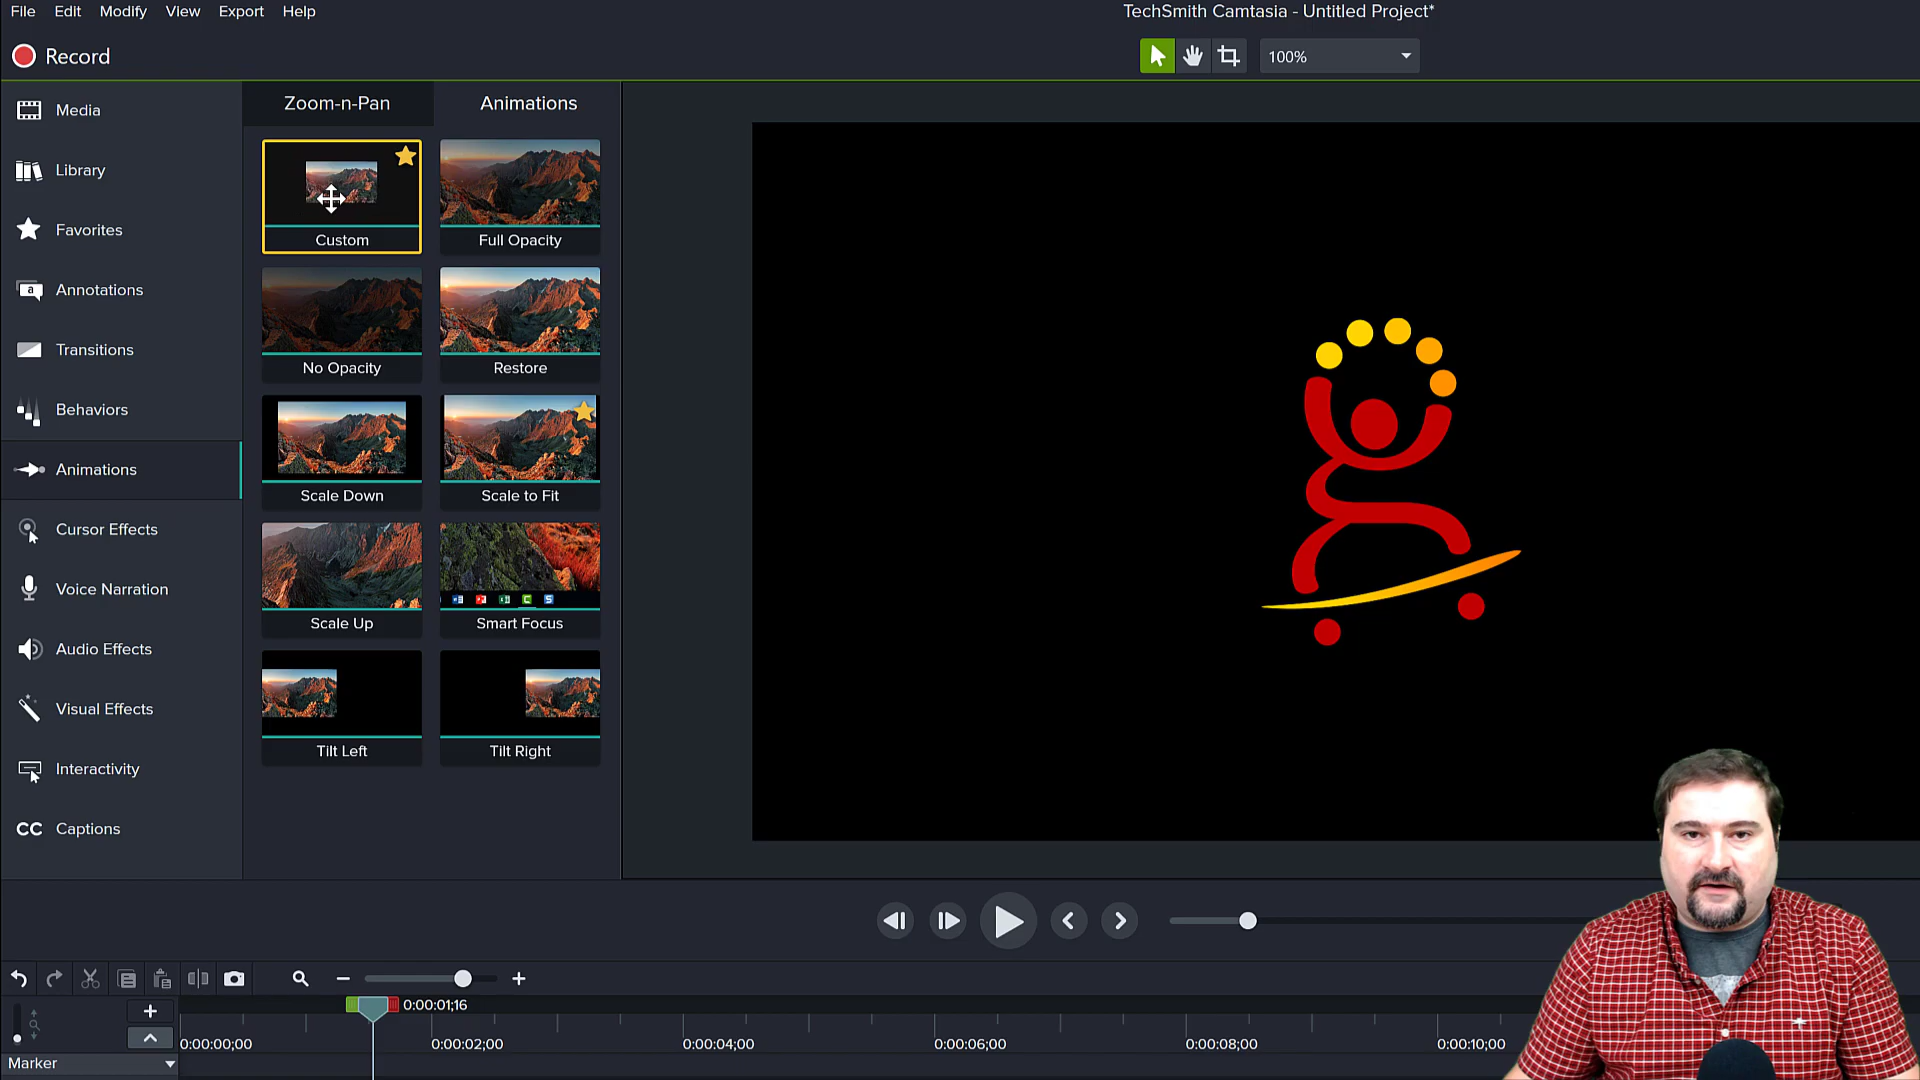 File Edit Modify View Export Help
TechSmith Camtasia - Untitled Project*
Record
100%
Media
Library
Favorites
Annotations
Transitions
Behaviors
Animations
Cursor Effects
Voice Narration
Audio Effects
Visual Effects
Interactivity
CC Captions
Zoom-n-Pan Animations
Custom Full Opacity
No Opacity Restore
Scale Down Scale to Fit
Scale Up Smart Focus
Tilt Left Tilt Right
0:00:01;16
0:00:00;00 0:00:02;00 0:00:04;00 0:00:06;00 0:00:08;00 0:00:10;00
Marker